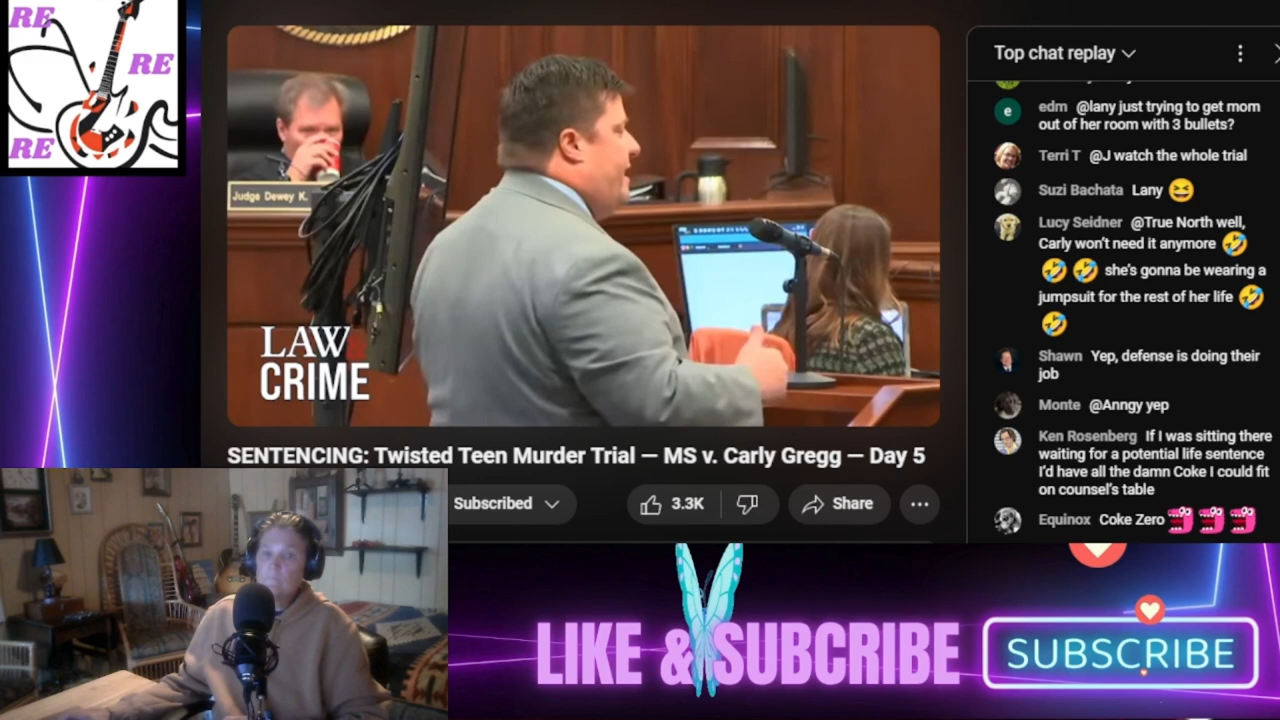 RE
RE
RE
Judge Dewey K.
LAW&
CRIME
SENTENCING: Twisted Teen Murder Trial — MS v. Carly Gregg — Day 5
Subscribed
3.3K
Share
Top chat replay
edm @lany just trying to get mom
out of her room with 3 bullets?
Terri T @J watch the whole trial
Suzi Bachata Lany 😆
Lucy Seidner @True North well,
Carly won't need it anymore 🤣
🤣🤣 she's gonna be wearing a
jumpsuit for the rest of her life 🤣
🤣
Shawn Yep, defense is doing their
job
Monte @Anngy yep
Ken Rosenberg If I was sitting there
waiting for a potential life sentence
I'd have all the damn Coke I could fit
on counsel's table
Equinox Coke Zero
LIKE & SUBCRIBE
SUBSCRIBE